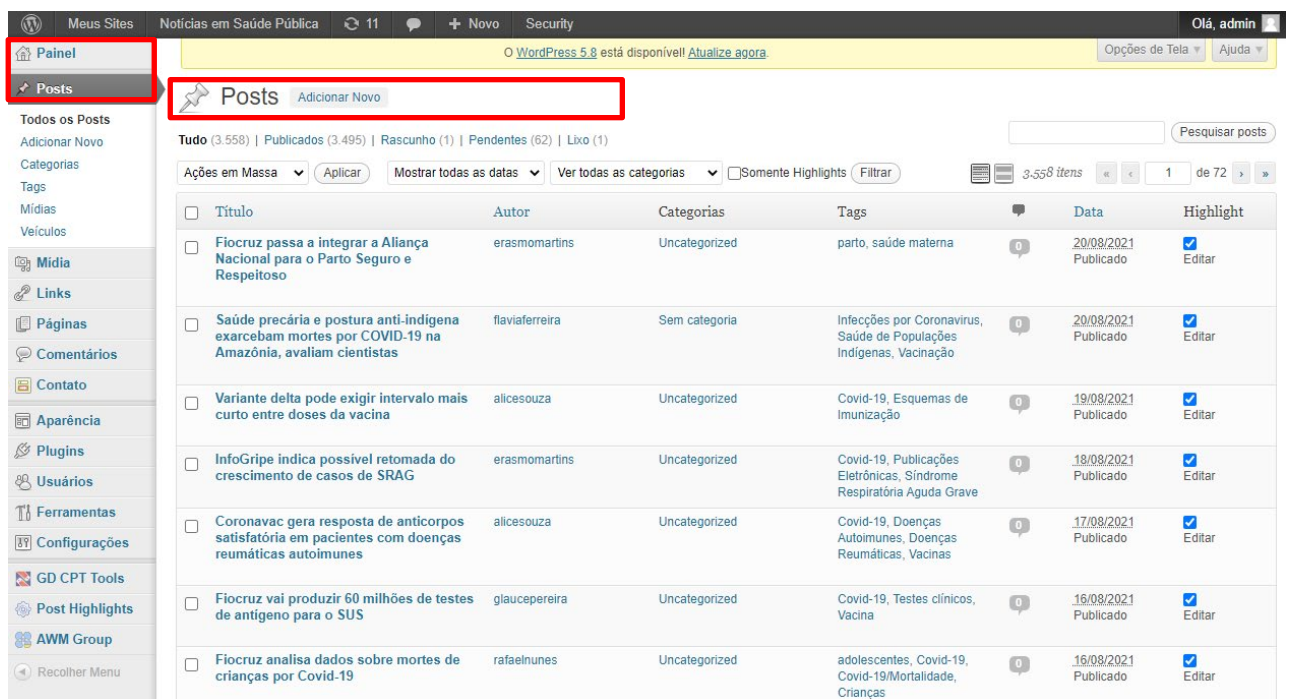 Meus Sites Notícias em Saúde Pública 11 + Novo Security Olá, admin
Painel
O WordPress 5.8 está disponível! Atualize agora.
Opções de Tela Ajuda
Posts
Todos os Posts
Adicionar Novo
Categorias
Tags
Mídias
Veículos
Mídia
Links
Páginas
Comentários
Contato
Aparência
Plugins
Usuários
Ferramentas
Configurações
GD CPT Tools
Post Highlights
AWM Group
Recolher Menu
Posts Adicionar Novo
Tudo (3.558) | Publicados (3.495) | Rascunho (1) | Pendentes (62) | Lixo (1)
Pesquisar posts
Ações em Massa Aplicar Mostrar todas as datas Ver todas as categorias Somente Highlights Filtrar 3.558 itens « ‹ 1 de 72 › »
Título Autor Categorias Tags Data Highlight
Fiocruz passa a integrar a Aliança
Nacional para o Parto Seguro e
Respeitoso
erasmomartins
Uncategorized
parto, saúde materna
0
20/08/2021
Publicado
Editar
Saúde precária e postura anti-indígena
exarcebam mortes por COVID-19 na
Amazônia, avaliam cientistas
flaviaferreira
Sem categoria
Infecções por Coronavirus,
Saúde de Populações
Indígenas, Vacinação
0
20/08/2021
Publicado
Editar
Variante delta pode exigir intervalo mais
curto entre doses da vacina
alicesouza
Uncategorized
Covid-19, Esquemas de
Imunização
0
19/08/2021
Publicado
Editar
InfoGripe indica possível retomada do
crescimento de casos de SRAG
erasmomartins
Uncategorized
Covid-19, Publicações
Eletrônicas, Síndrome
Respiratória Aguda Grave
0
18/08/2021
Publicado
Editar
Coronavac gera resposta de anticorpos
satisfatória em pacientes com doenças
reumáticas autoimunes
alicesouza
Uncategorized
Covid-19, Doenças
Autoimunes, Doenças
Reumáticas, Vacinas
0
17/08/2021
Publicado
Editar
Fiocruz vai produzir 60 milhões de testes
de antígeno para o SUS
glaucepereira
Uncategorized
Covid-19, Testes clínicos,
Vacina
0
16/08/2021
Publicado
Editar
Fiocruz analisa dados sobre mortes de
crianças por Covid-19
rafaelnunes
Uncategorized
adolescentes, Covid-19,
Covid-19/Mortalidade,
Crianças
0
16/08/2021
Publicado
Editar